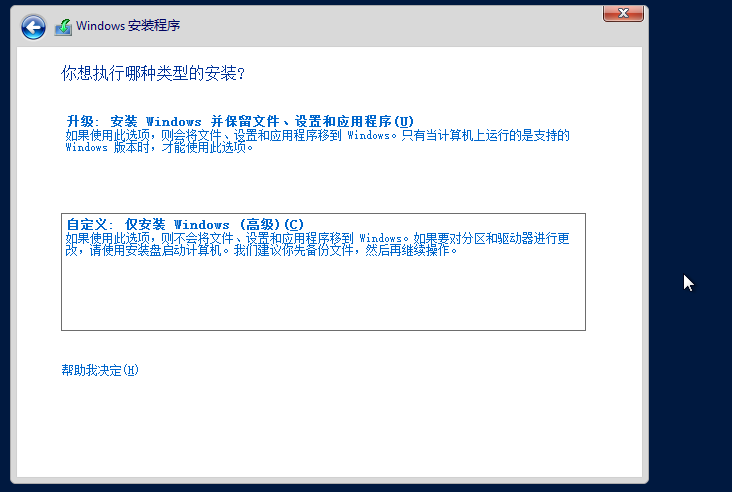 Windows 安装程序
你想执行哪种类型的安装?
升级: 安装 Windows 并保留文件、设置和应用程序(U)
如果使用此选项，则会将文件、设置和应用程序移到 Windows。只有当计算机上运行的是支持的
Windows 版本时，才能使用此选项。
自定义: 仅安装 Windows (高级)(C)
如果使用此选项，则不会将文件、设置和应用程序移到 Windows。如果要对分区和驱动器进行更
改，请使用安装盘启动计算机。我们建议你先备份文件，然后再继续操作。
帮助我决定(H)